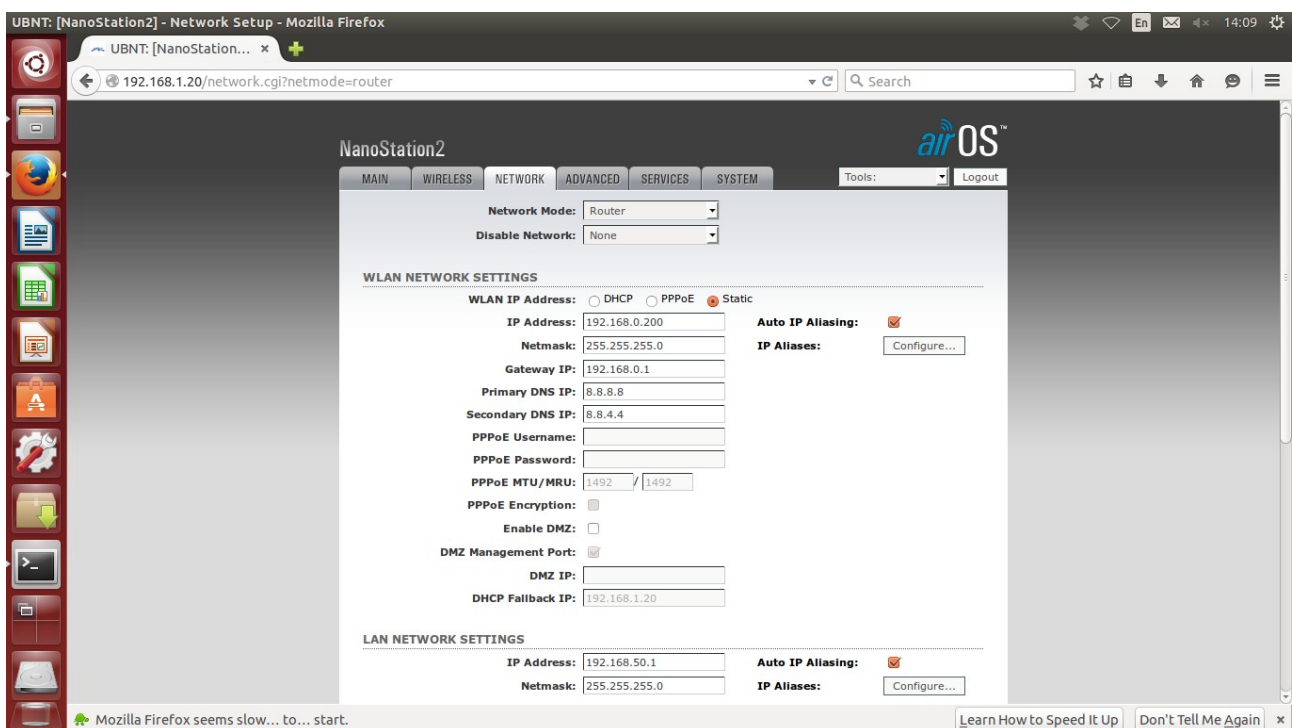 UBNT: [NanoStation2] - Network Setup - Mozilla Firefox
En
14:09
UBNT: [NanoStation... ×
192.168.1.20/network.cgi?netmode=router
Search
NanoStation2
airOS™
MAIN WIRELESS NETWORK ADVANCED SERVICES SYSTEM Tools: Logout
Network Mode: Router
Disable Network: None
WLAN NETWORK SETTINGS
WLAN IP Address: DHCP PPPoE Static
IP Address: 192.168.0.200 Auto IP Aliasing:
Netmask: 255.255.255.0 IP Aliases: Configure...
Gateway IP: 192.168.0.1
Primary DNS IP: 8.8.8.8
Secondary DNS IP: 8.8.4.4
PPPoE Username:
PPPoE Password:
PPPoE MTU/MRU: 1492 / 1492
PPPoE Encryption:
Enable DMZ:
DMZ Management Port:
DMZ IP:
DHCP Fallback IP: 192.168.1.20
LAN NETWORK SETTINGS
IP Address: 192.168.50.1 Auto IP Aliasing:
Netmask: 255.255.255.0 IP Aliases: Configure...
Mozilla Firefox seems slow... to... start. Learn How to Speed It Up Don't Tell Me Again ×